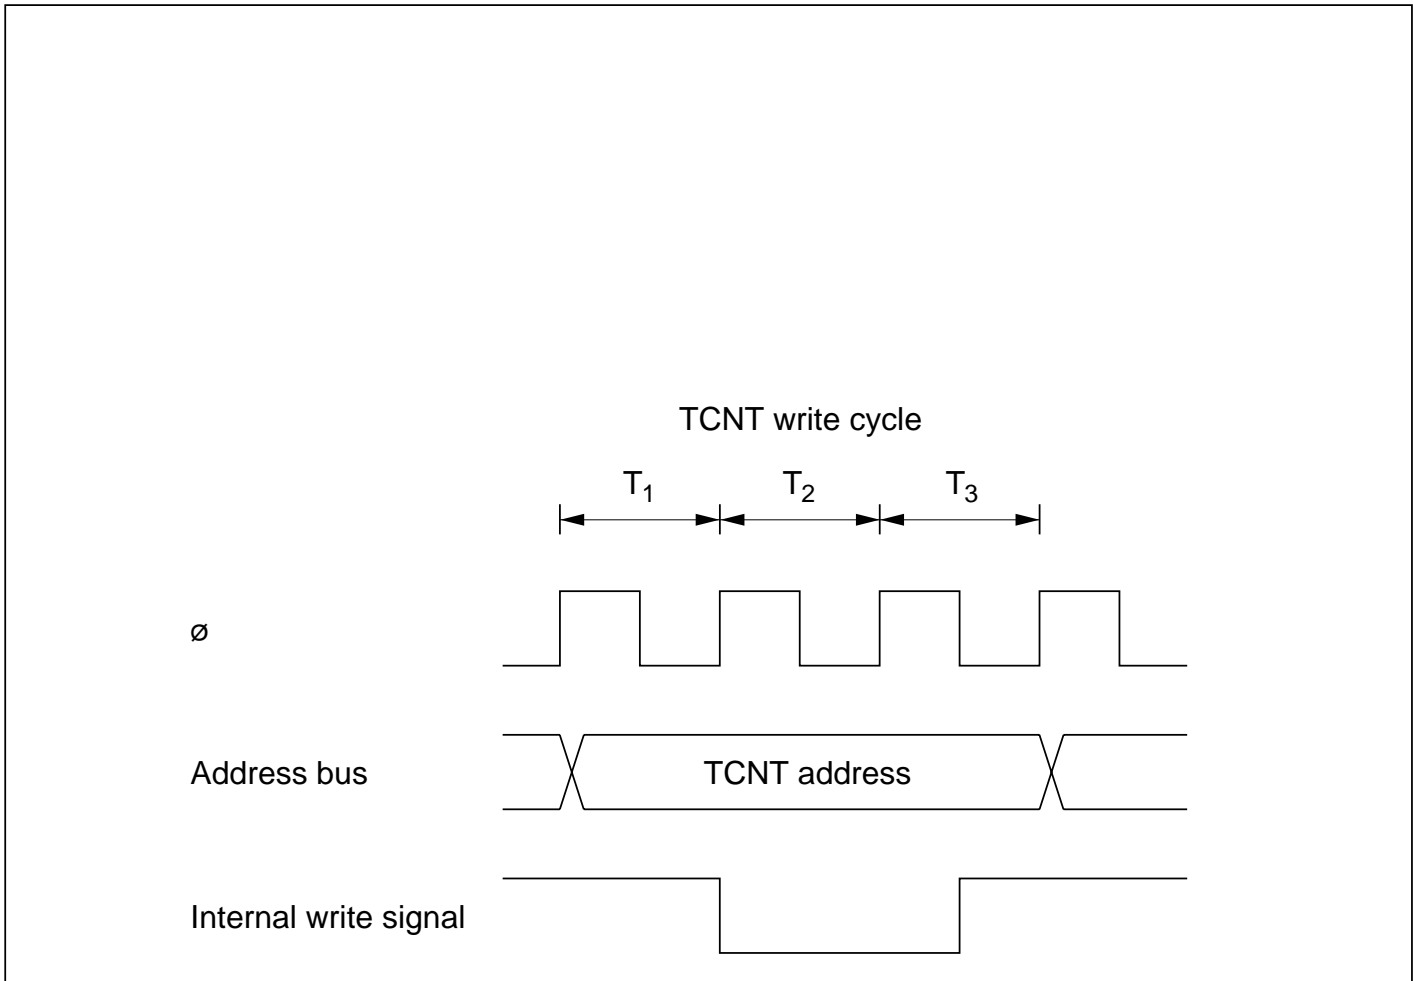 TCNT write cycle
T1 T2 T3
ø
Address bus TCNT address
Internal write signal